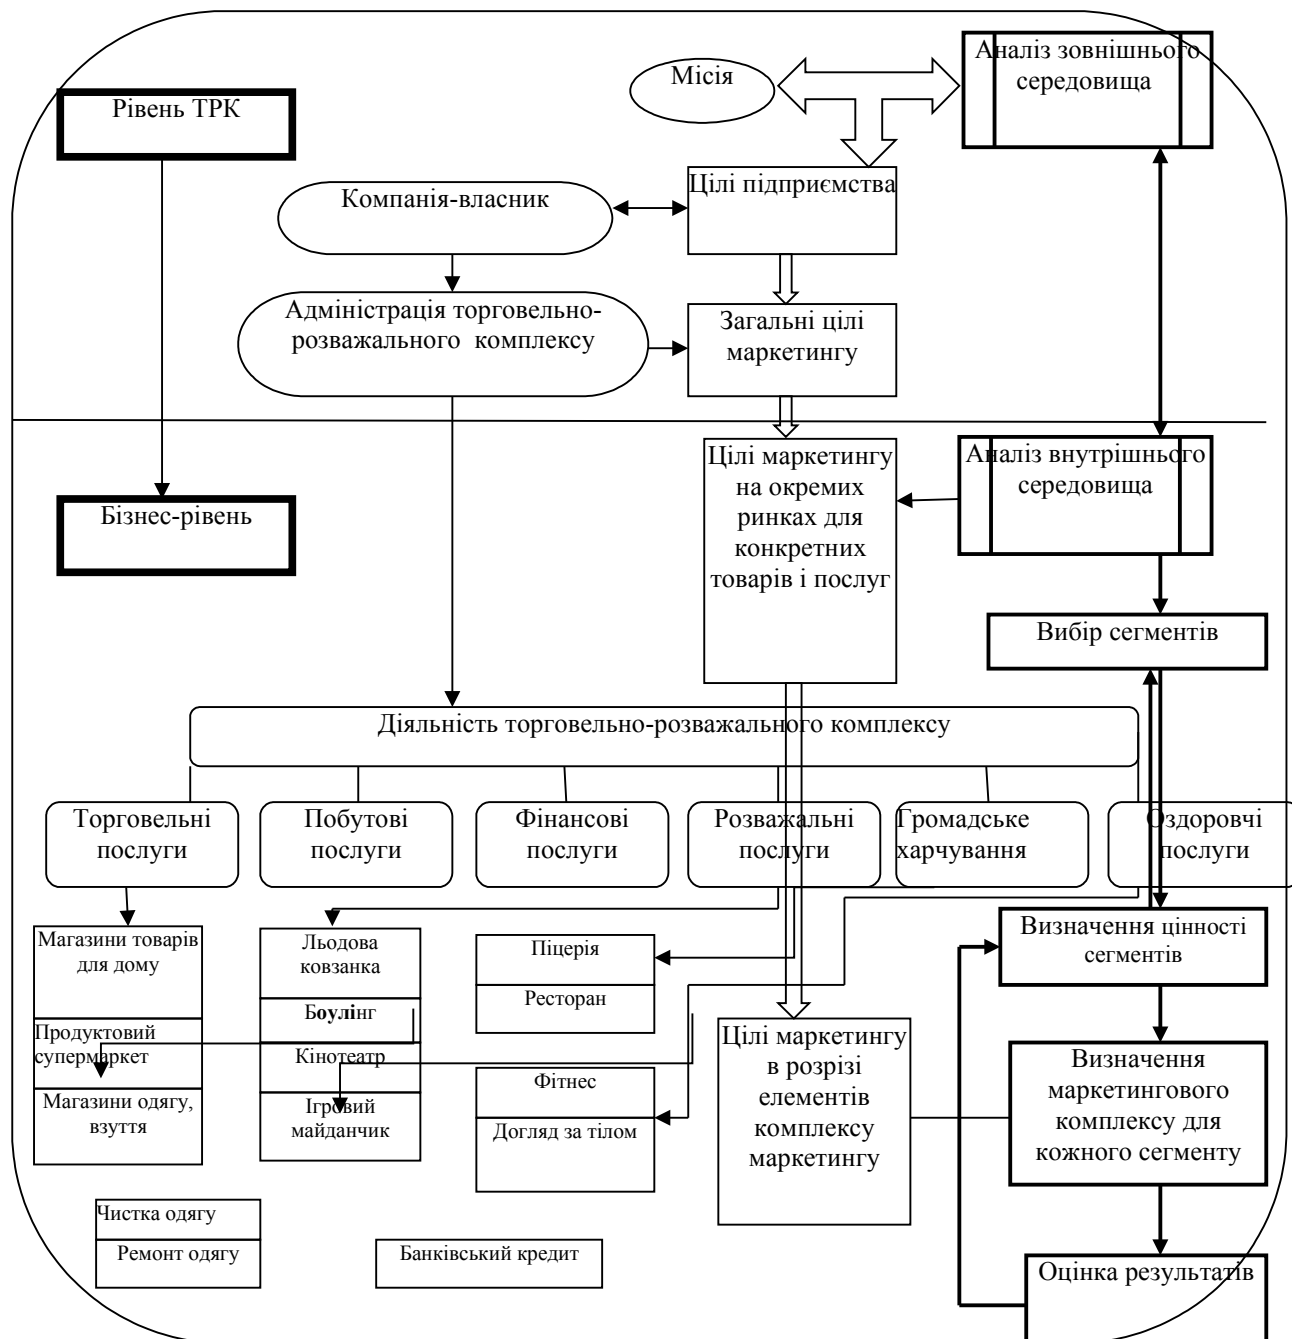 Аналіз зовнішнього
середовища
Місія
Рівень ТРК
Цілі підприємства
Компанія-власник
Адміністрація торговельно-
розважального комплексу
Загальні цілі
маркетингу
Цілі маркетингу
на окремих
ринках для
конкретних
товарів і послуг
Аналіз внутрішнього
середовища
Бізнес-рівень
Вибір сегментів
Діяльність торговельно-розважального комплексу
Торговельні
послуги
Побутові
послуги
Фінансові
послуги
Розважальні
послуги
Громадське
харчування
Оздоровчі
послуги
Магазини товарів
для дому
Продуктовий
супермаркет
Магазини одягу,
взуття
Льодова
ковзанка
Боулінг
Кінотеатр
Ігровий
майданчик
Піцерія
Ресторан
Фітнес
Догляд за тілом
Визначення цінності
сегментів
Цілі маркетингу
в розрізі
елементів
комплексу
маркетингу
Визначення
маркетингового
комплексу для
кожного сегменту
Чистка одягу
Ремонт одягу
Банківський кредит
Оцінка результатів